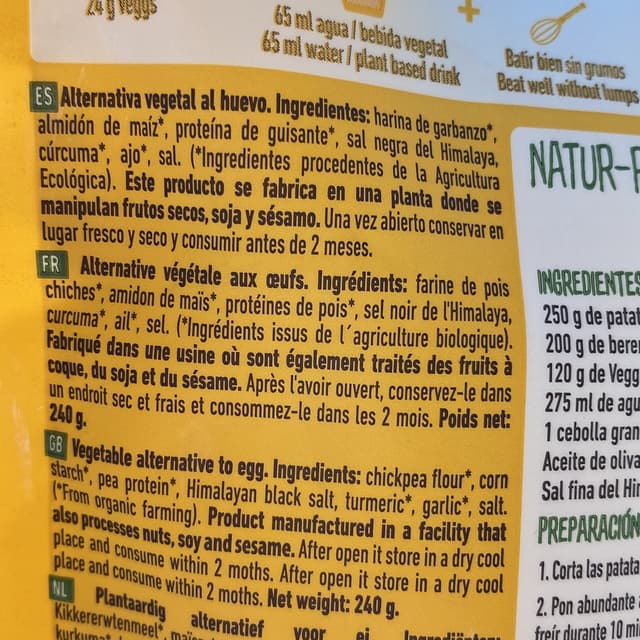 24 g veggs
65 ml agua / bebida vegetal
65 ml water / plant based drink
+
Batir bien sin grumos
Beat well without lumps
ES Alternativa vegetal al huevo. Ingredientes: harina de garbanzo*,
almidón de maíz*, proteína de guisante*, sal negra del Himalaya,
cúrcuma*, ajo*, sal. (*Ingredientes procedentes de la Agricultura
Ecológica). Este producto se fabrica en una planta donde se
manipulan frutos secos, soja y sésamo. Una vez abierto conservar en
lugar fresco y seco y consumir antes de 2 meses.
FR Alternative végétale aux œufs. Ingrédients: farine de pois
chiches*, amidon de maïs*, protéines de pois*, sel noir de l'Himalaya,
curcuma*, ail*, sel. (*Ingrédients issus de l´agriculture biologique).
Fabriqué dans une usine où sont également traités des fruits à
coque, du soja et du sésame. Après l'avoir ouvert, conservez-le dans
un endroit sec et frais et consommez-le dans les 2 mois. Poids net:
240 g.
GB Vegetable alternative to egg. Ingredients: chickpea flour*, corn
starch*, pea protein*, Himalayan black salt, turmeric*, garlic*, salt.
(*From organic farming). Product manufactured in a facility that
also processes nuts, soy and sesame. After open it store in a dry cool
place and consume within 2 moths. After open it store in a dry cool
place and consume within 2 moths. Net weight: 240 g.
NL Plantaardig alternatief voor ei
Kikkererwtenmeel*
NATUR-
INGREDIENTES
250 g de patat
200 g de bere
120 g de Vegg
275 ml de agu
1 cebolla gran
Aceite de oliva
Sal fina del Hi
PREPARACIÓN
1. Corta las patata
2. Pon abundante
freír durante 10 mi